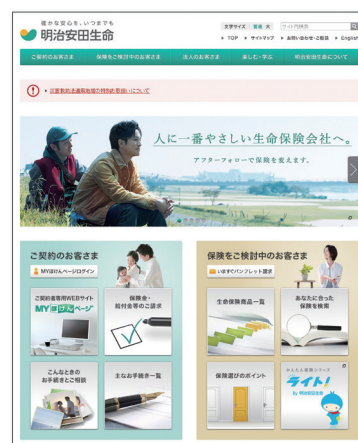 確かな安心を、いつまでも
明治安田生命
文字サイズ 標準 大 サイト内検索
TOP サイトマップ お問い合わせ・ご相談 English
ご契約のお客さま 保険をご検討中のお客さま 法人のお客さま 楽しむ・学ぶ 明治安田生命について
災害救助法適用地域の特別的取扱いについて
人に一番やさしい生命保険会社へ。
アフターフォローで保険を変えます。
ご契約のお客さま
MYほけんページログイン
ご契約者専用WEBサイト
MYほけんページ
保険金・
給付金等のご請求
こんなときの
お手続きとご相談
主なお手続き一覧
保険をご検討中のお客さま
いますぐパンフレット請求
生命保険商品一覧
あなたに合った
保険を検索
保険選びのポイント
かんたん保険シリーズ
ライト!
By 明治安田生命